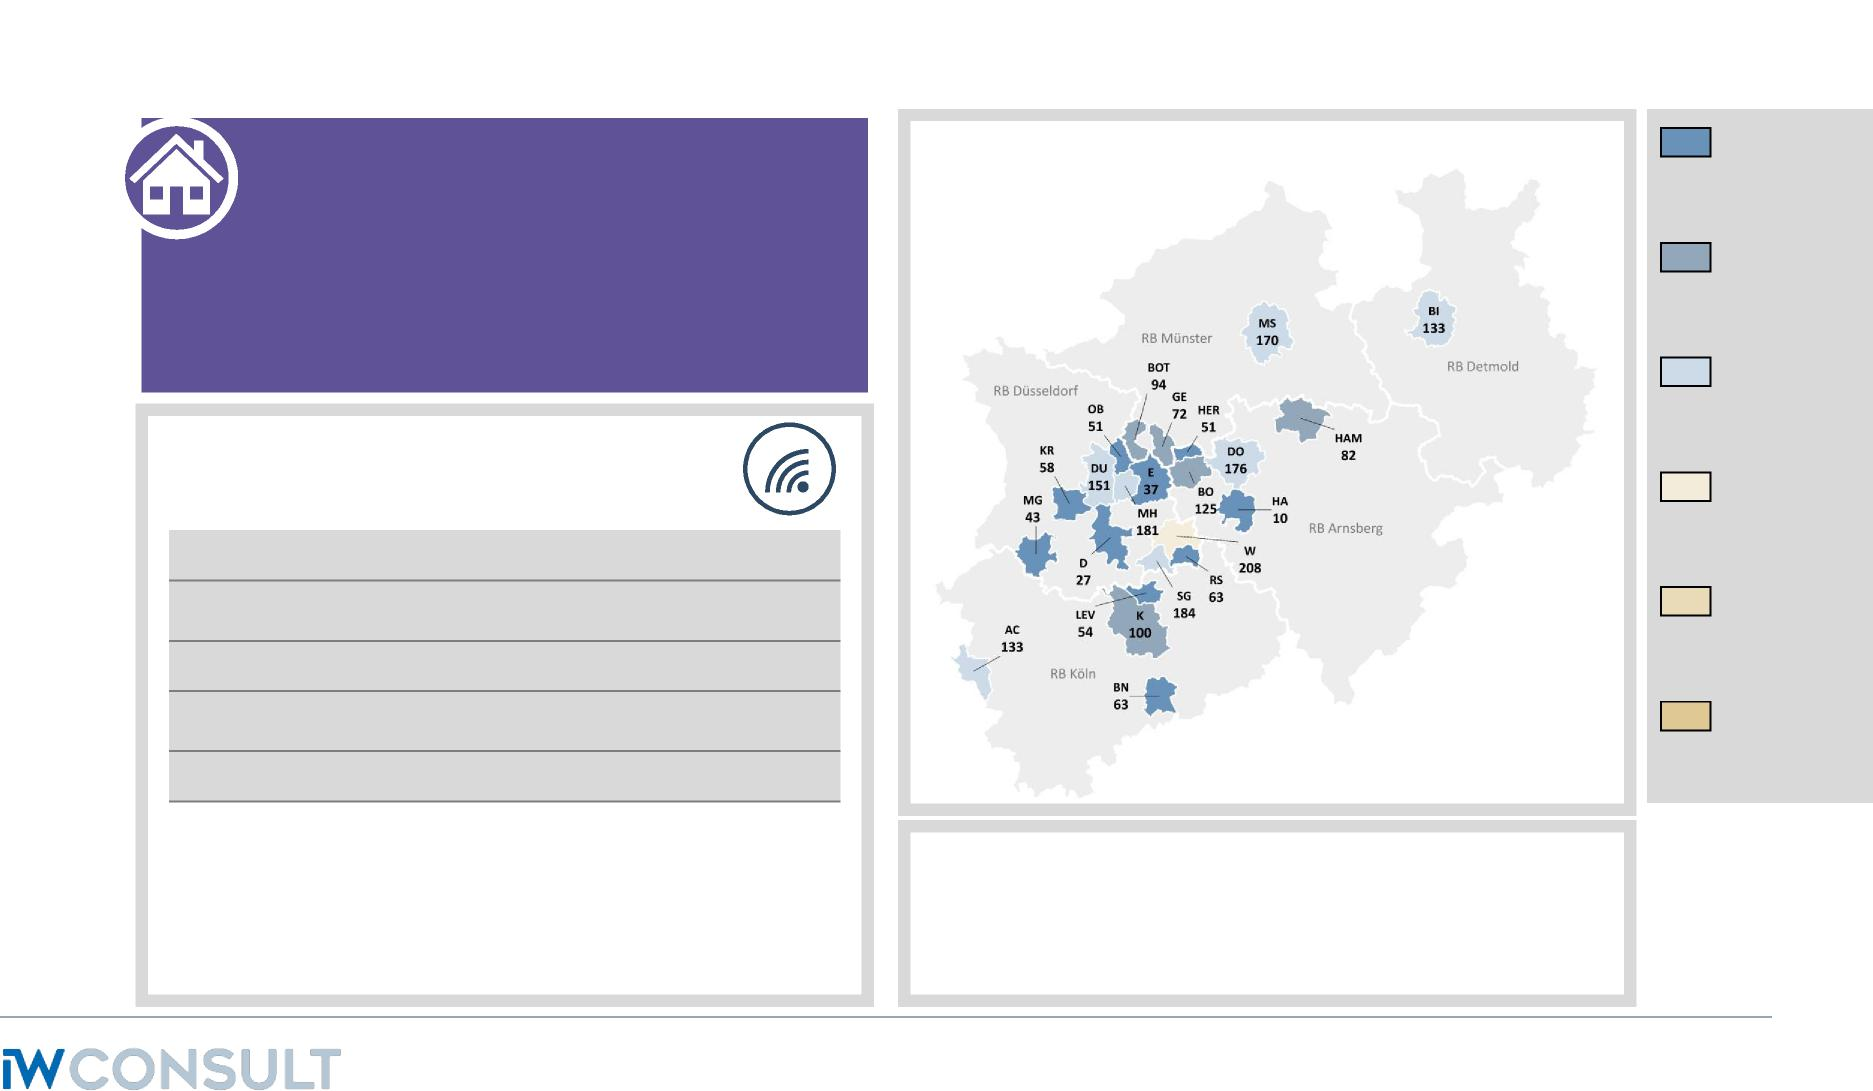 MS
170
BI
133
RB Münster
RB Detmold
BOT
94
RB Düsseldorf
GE
72
OB
51
HER
51
HAM
82
KR
58
DU
151
E
37
DO
176
BO
125
MG
43
MH
181
HA
10
RB Arnsberg
W
208
D
27
RS
63
SG
184
LEV
54
K
100
AC
133
RB Köln
BN
63
iW CONSULT